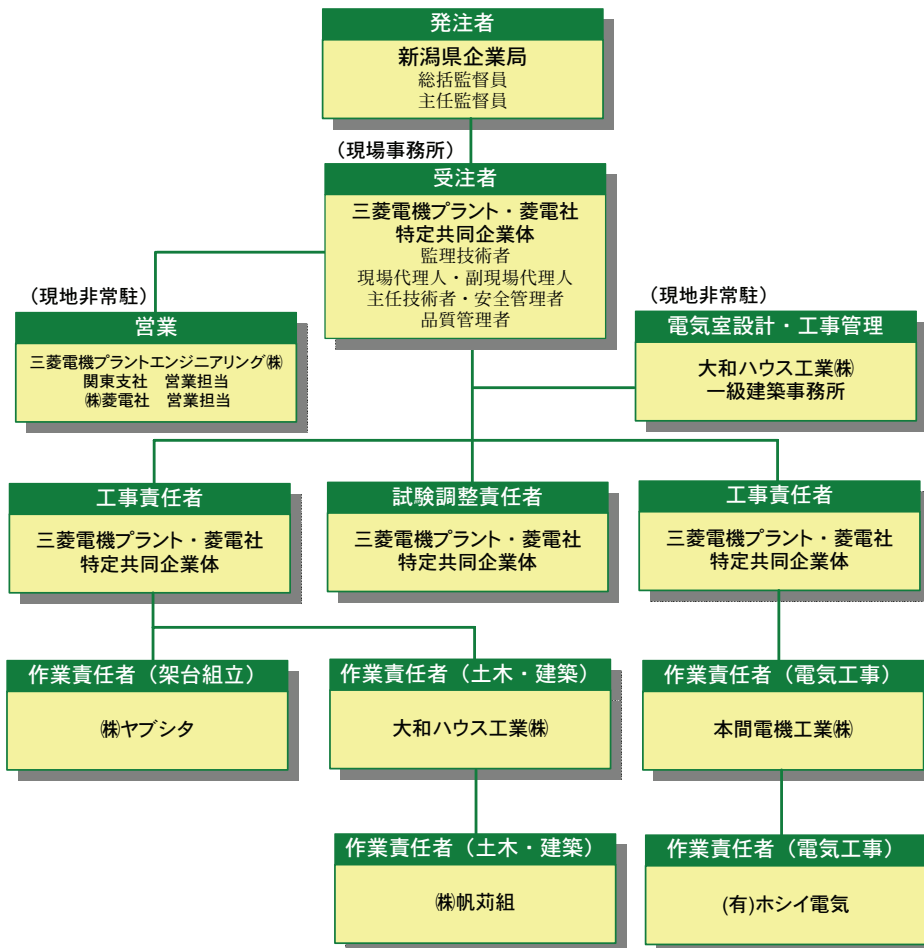 発注者
新潟県企業局
総括監督員
主任監督員
（現場事務所）
受注者
三菱電機プラント・菱電社
特定共同企業体
監理技術者
現場代理人・副現場代理人
主任技術者・安全管理者
品質管理者
（現地非常駐）
営業
三菱電機プラントエンジニアリング㈱
関東支社　営業担当
㈱菱電社　営業担当
（現地非常駐）
電気室設計・工事管理
大和ハウス工業㈱
一級建築事務所
工事責任者
三菱電機プラント・菱電社
特定共同企業体
試験調整責任者
三菱電機プラント・菱電社
特定共同企業体
工事責任者
三菱電機プラント・菱電社
特定共同企業体
作業責任者（架台組立）
㈱ヤブシタ
作業責任者（土木・建築）
大和ハウス工業㈱
作業責任者（電気工事）
本間電機工業㈱
作業責任者（土木・建築）
㈱帆苅組
作業責任者（電気工事）
(有)ホシイ電気